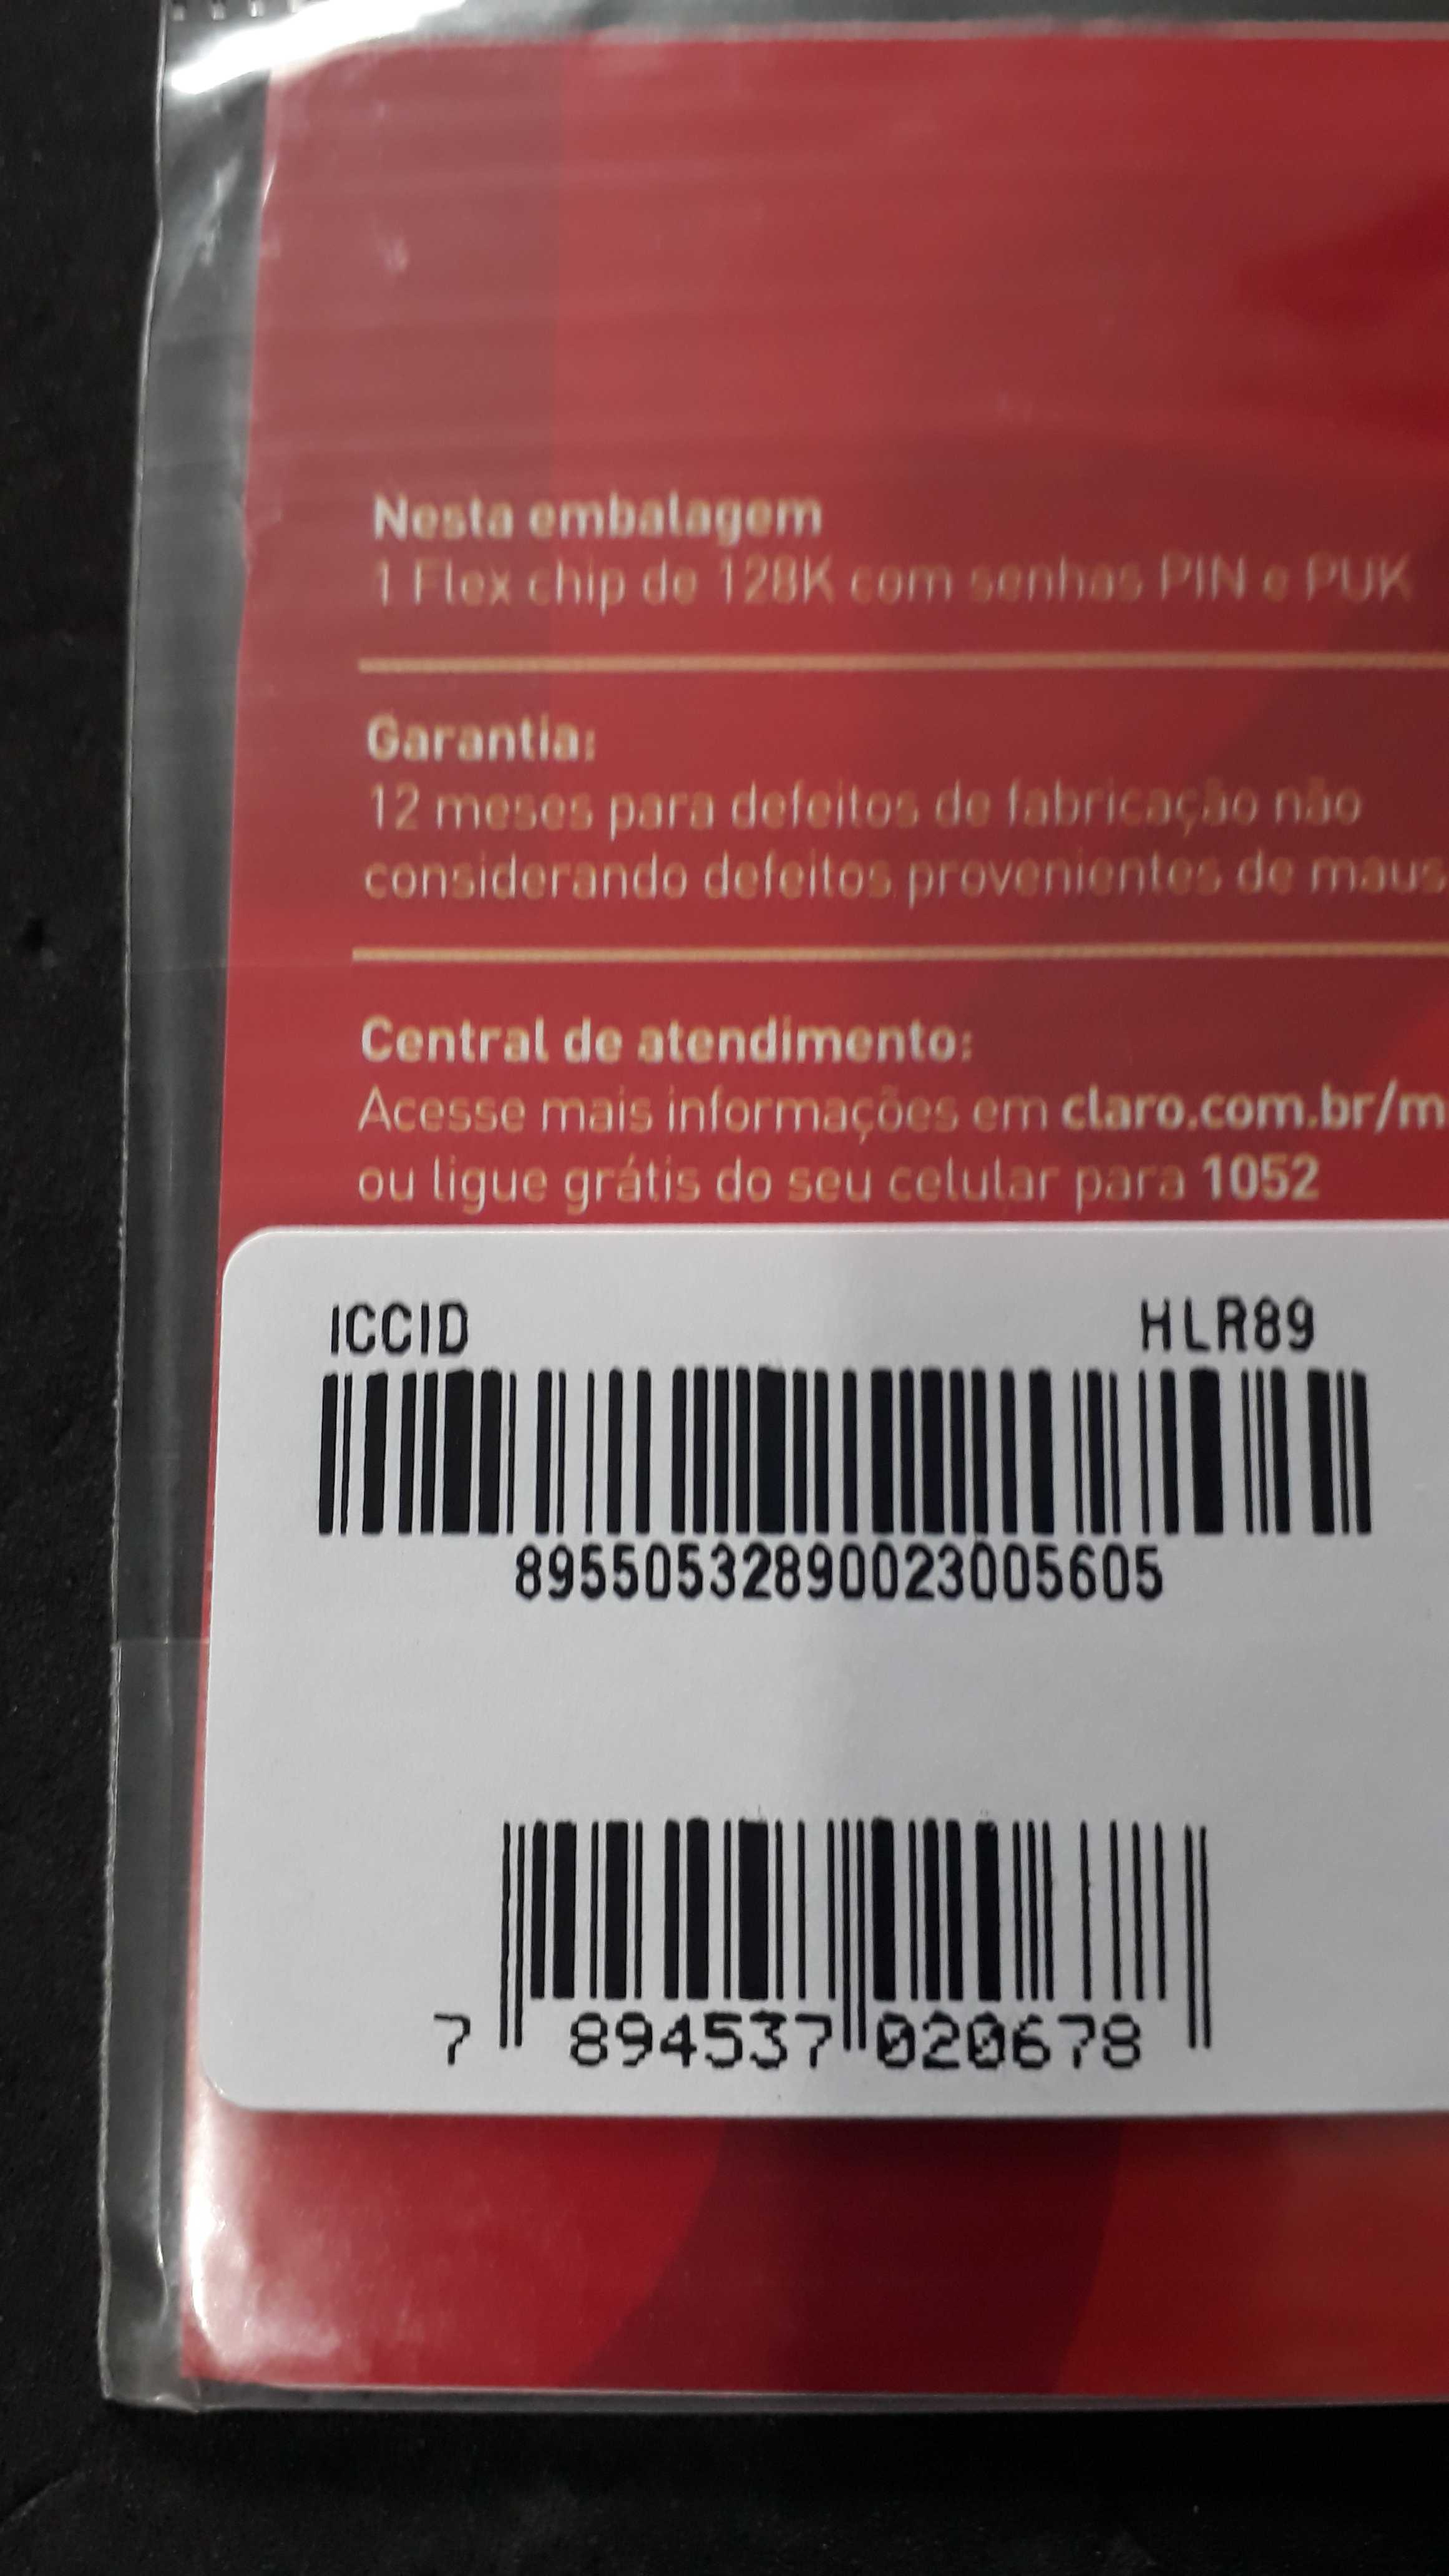 Nesta embalagem
1 Flex chip de 128K com senhas PIN e PUK
Garantia:
12 meses para defeitos de fabricação não
considerando defeitos provenientes de maus
Central de atendimento:
Acesse mais informações em claro.com.br/m
ou ligue grátis do seu celular para 1052
ICCID HLR89
89550532890023005605
7 894537 020678